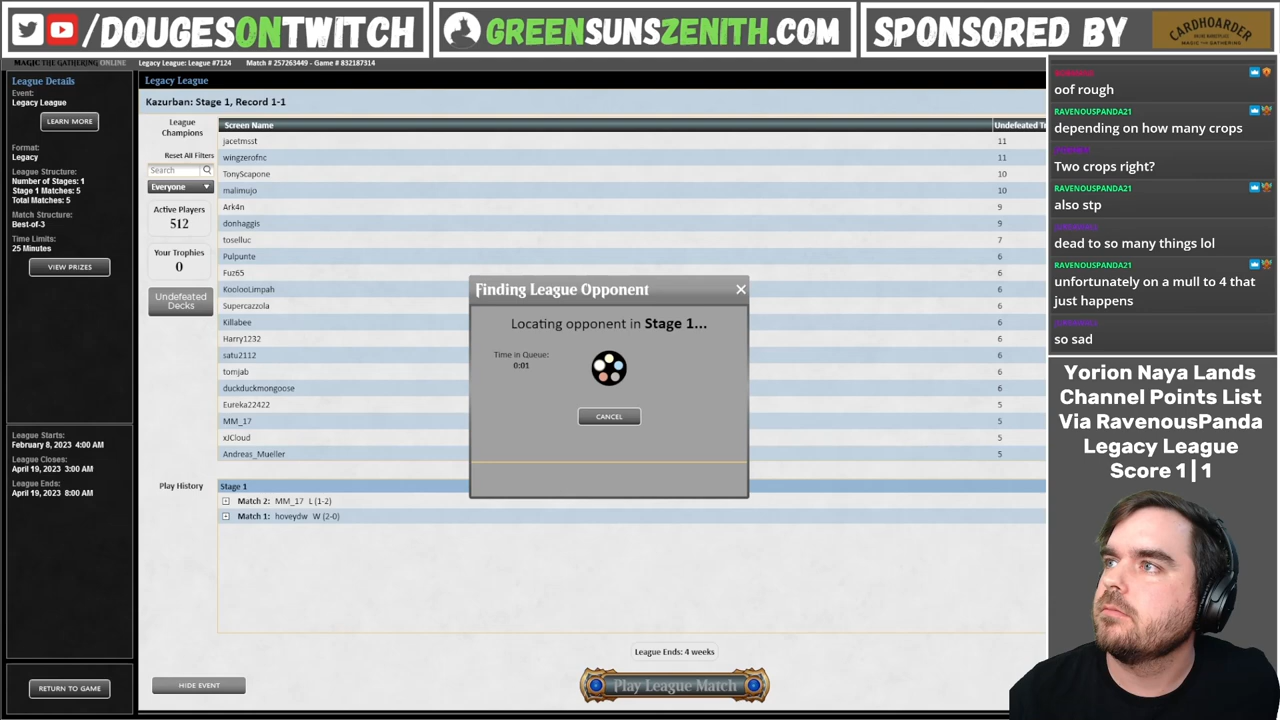 /DOUGESONTWITCH
GREENSUNSZENITH.COM
SPONSORED BY
CARDHOARDER
MAGIC THE GATHERING
MAGIC THE GATHERING ONLINE
Legacy League: League #7124
Match # 257263449 - Game # 832187314
League Details
Event:
Legacy League
LEARN MORE
Format:
Legacy
League Structure:
Number of Stages: 1
Stage 1 Matches: 5
Total Matches: 5
Match Structure:
Best-of-3
Time Limits:
25 Minutes
VIEW PRIZES
League Starts:
February 8, 2023 4:00 AM
League Closes:
April 19, 2023 3:00 AM
League Ends:
April 19, 2023 8:00 AM
RETURN TO GAME
Legacy League
Kazurban: Stage 1, Record 1-1
League
Champions
Reset All Filters
Search
Everyone
Active Players
512
Your Trophies
0
Undefeated
Decks
Screen Name
Undefeated Tr
jacetmsst 11
wingzerofnc 11
TonyScapone 10
malimujo 10
Ark4n 9
donhaggis 9
toselluc 7
Pulpunte 6
Fuz65 6
KoolooLimpah 6
Supercazzola 6
Killabee 6
Harry1232 6
satu2112 6
tomjab 6
duckduckmongoose 6
Eureka22422 5
MM_17 5
xJCloud 5
Andreas_Mueller 5
Finding League Opponent
Locating opponent in Stage 1...
Time in Queue:
0:01
CANCEL
Play History
Stage 1
Match 2: MM_17 L (1-2)
Match 1: hoveydw W (2-0)
League Ends: 4 weeks
HIDE EVENT
Play League Match
oof rough
RAVENOUSPANDA21
depending on how many crops
Two crops right?
RAVENOUSPANDA21
also stp
dead to so many things lol
RAVENOUSPANDA21
unfortunately on a mull to 4 that
just happens
so sad
Yorion Naya Lands
Channel Points List
Via RavenousPanda
Legacy League
Score 1 | 1